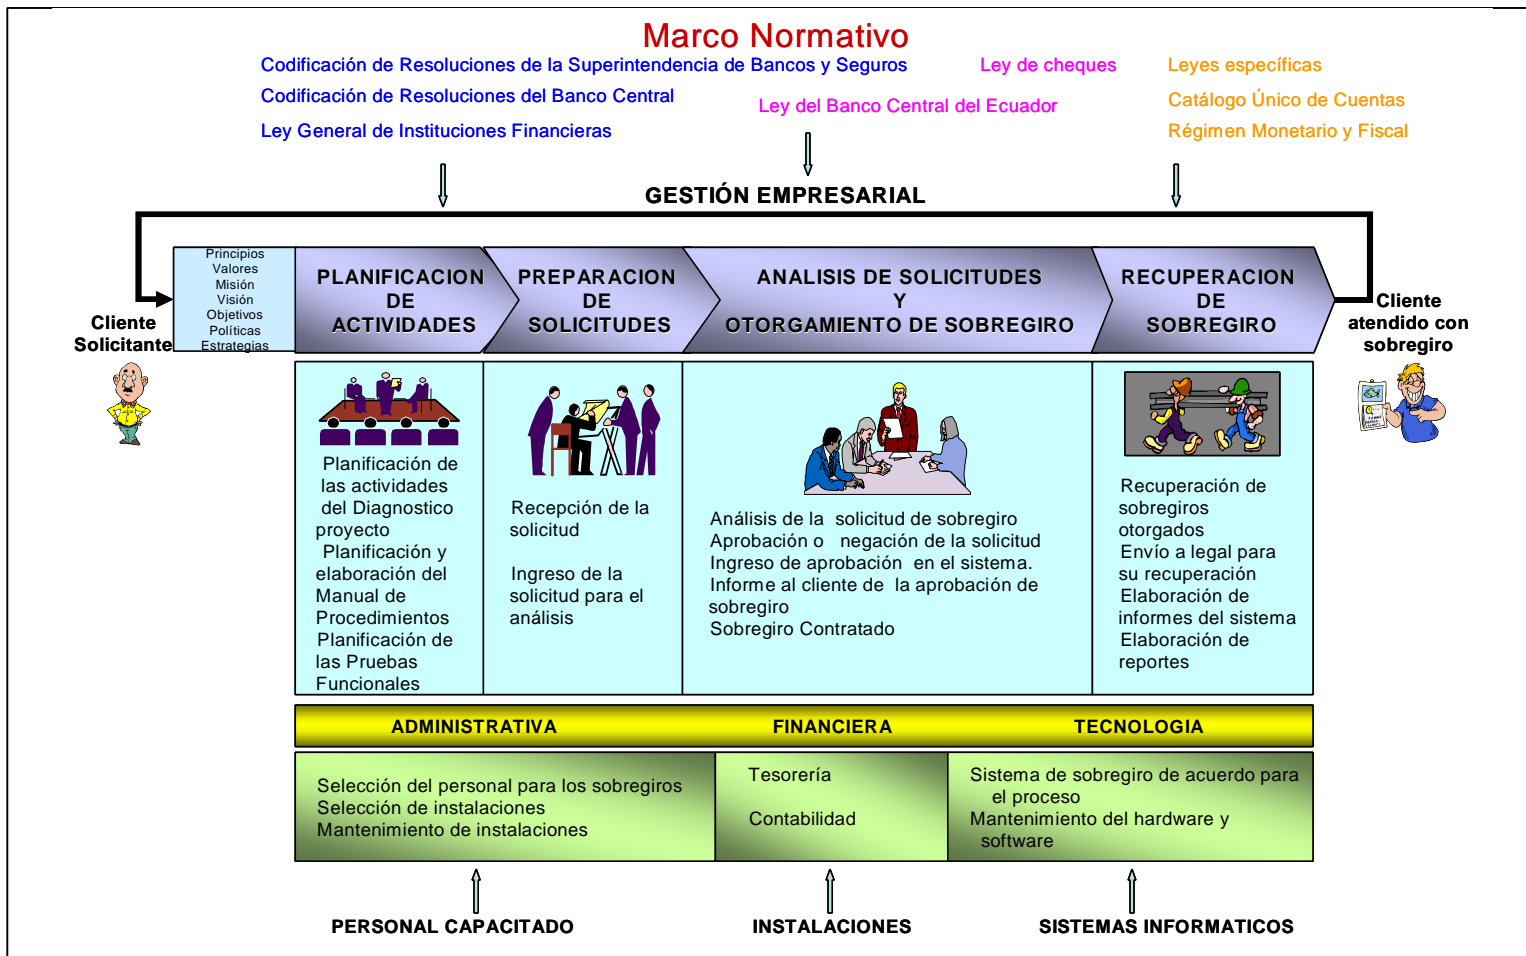 Marco Normativo
Codificación de Resoluciones de la Superintendencia de Bancos y Seguros
Codificación de Resoluciones del Banco Central
Ley General de Instituciones Financieras
Ley de cheques
Ley del Banco Central del Ecuador
Leyes específicas
Catálogo Único de Cuentas
Régimen Monetario y Fiscal
GESTIÓN EMPRESARIAL
Cliente
Solicitante
Principios
Valores
Misión
Visión
Objetivos
Políticas
Estrategias
PLANIFICACION
DE
ACTIVIDADES
PREPARACION
DE
SOLICITUDES
ANALISIS DE SOLICITUDES
Y
OTORGAMIENTO DE SOBREGIRO
RECUPERACION
DE
SOBREGIRO
Cliente
atendido con
sobregiro
Planificación de
las actividades
del Diagnostico
proyecto
Planificación y
elaboración del
Manual de
Procedimientos
Planificación de
las Pruebas
Funcionales
Recepción de la
solicitud
Ingreso de la
solicitud para el
análisis
Análisis de la solicitud de sobregiro
Aprobación o negación de la solicitud
Ingreso de aprobación en el sistema.
Informe al cliente de la aprobación de
sobregiro
Sobregiro Contratado
Recuperación de
sobregiros
otorgados
Envío a legal para
su recuperación
Elaboración de
informes del sistema
Elaboración de
reportes
ADMINISTRATIVA
FINANCIERA
TECNOLOGIA
Selección del personal para los sobregiros
Selección de instalaciones
Mantenimiento de instalaciones
Tesorería
Contabilidad
Sistema de sobregiro de acuerdo para
el proceso
Mantenimiento del hardware y
software
PERSONAL CAPACITADO
INSTALACIONES
SISTEMAS INFORMATICOS